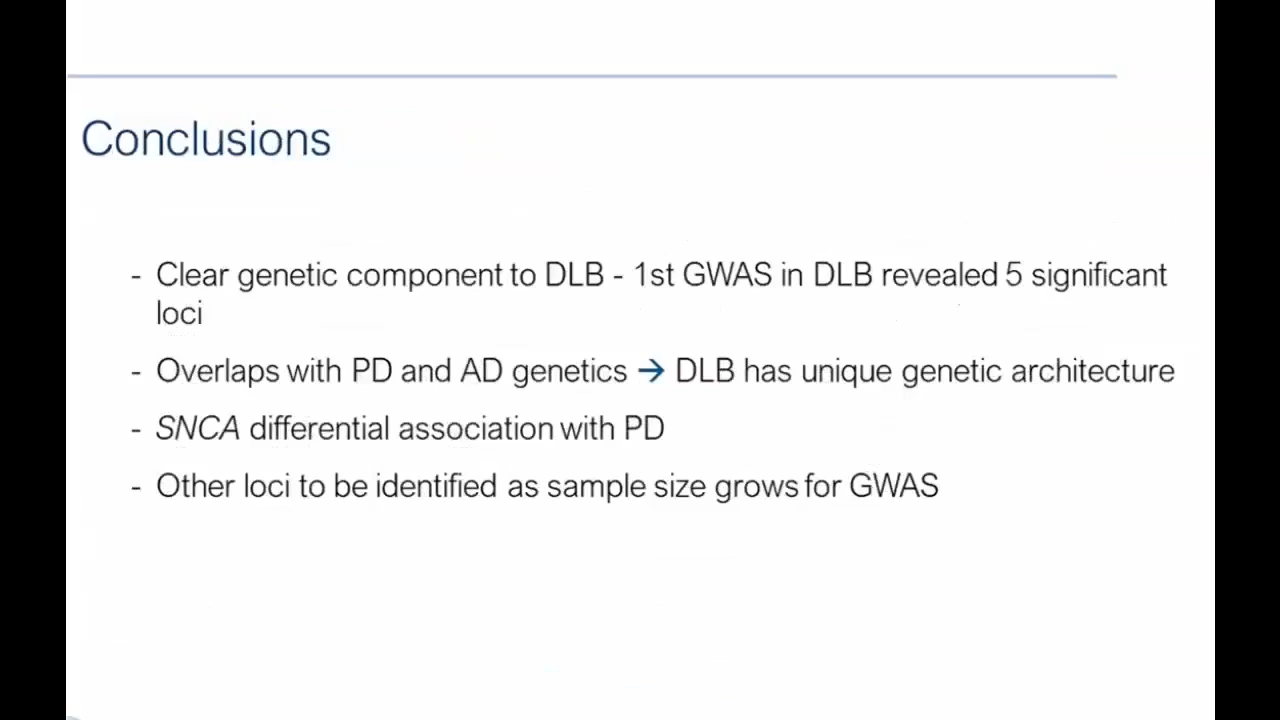 Conclusions
- Clear genetic component to DLB - 1st GWAS in DLB revealed 5 significant
loci
- Overlaps with PD and AD genetics → DLB has unique genetic architecture
- SNCA differential association with PD
- Other loci to be identified as sample size grows for GWAS